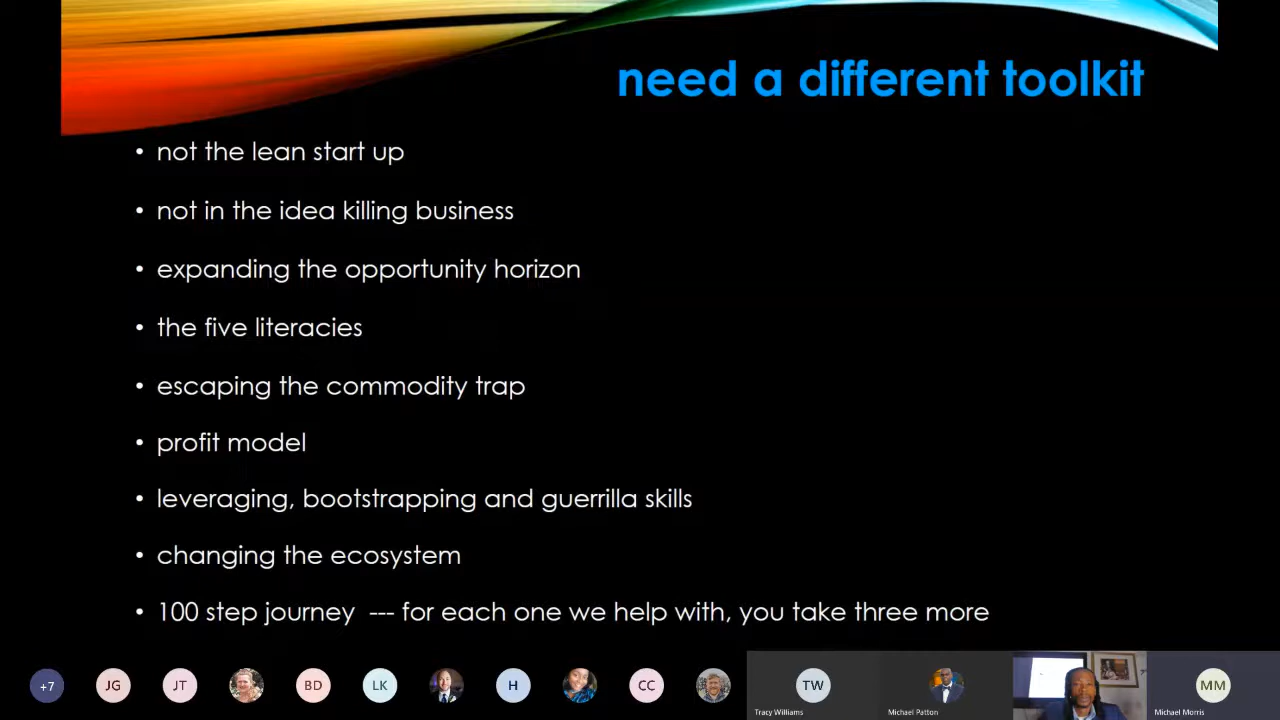 need a different toolkit
• not the lean start up
• not in the idea killing business
• expanding the opportunity horizon
• the five literacies
• escaping the commodity trap
• profit model
• leveraging, bootstrapping and guerrilla skills
• changing the ecosystem
• 100 step journey --- for each one we help with, you take three more
+7
JG
JT
BD
LK
H
CC
TW
MM
Tracy Williams
Michael Patton
Michael Morris